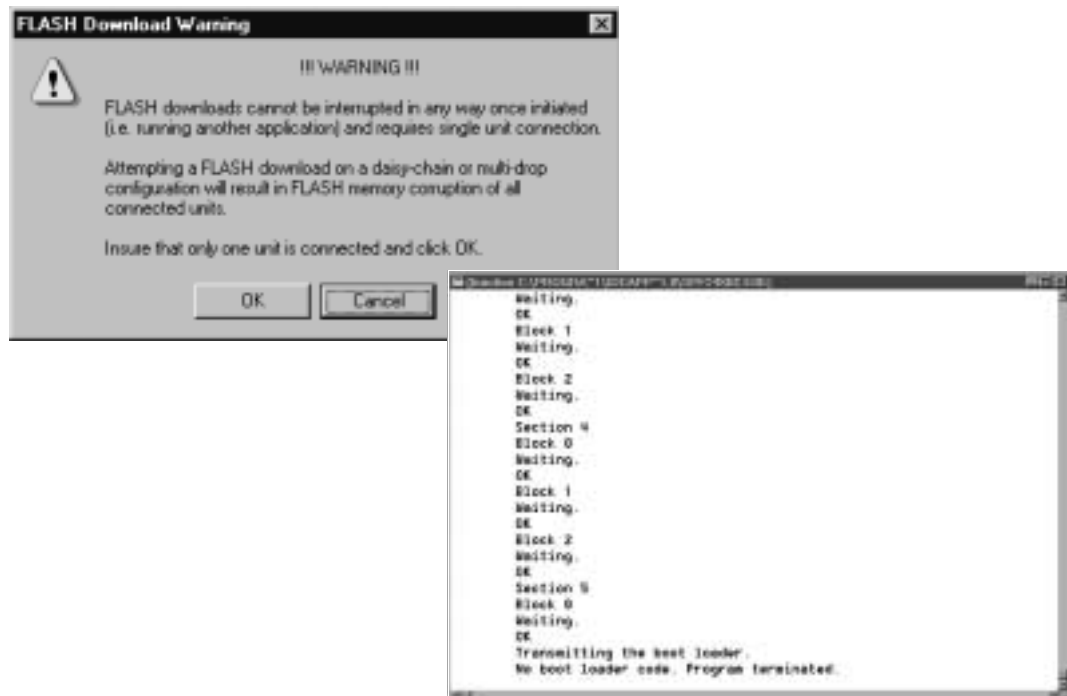 FLASH Download Warning
!!! WARNING !!!
FLASH downloads cannot be interrupted in any way once initiated
(i.e. running another application) and requires single unit connection.
Attempting a FLASH download on a daisy-chain or multi-drop
configuration will result in FLASH memory corruption of all
connected units.
Insure that only one unit is connected and click OK.
OK
Cancel
Waiting.
OK
Block 1
Waiting.
OK
Block 2
Waiting.
OK
Section 4
Block 0
Waiting.
OK
Block 1
Waiting.
OK
Block 2
Waiting.
OK
Section 5
Block 0
Waiting.
OK
Transmitting the boot loader.
No boot loader code. Program terminated.